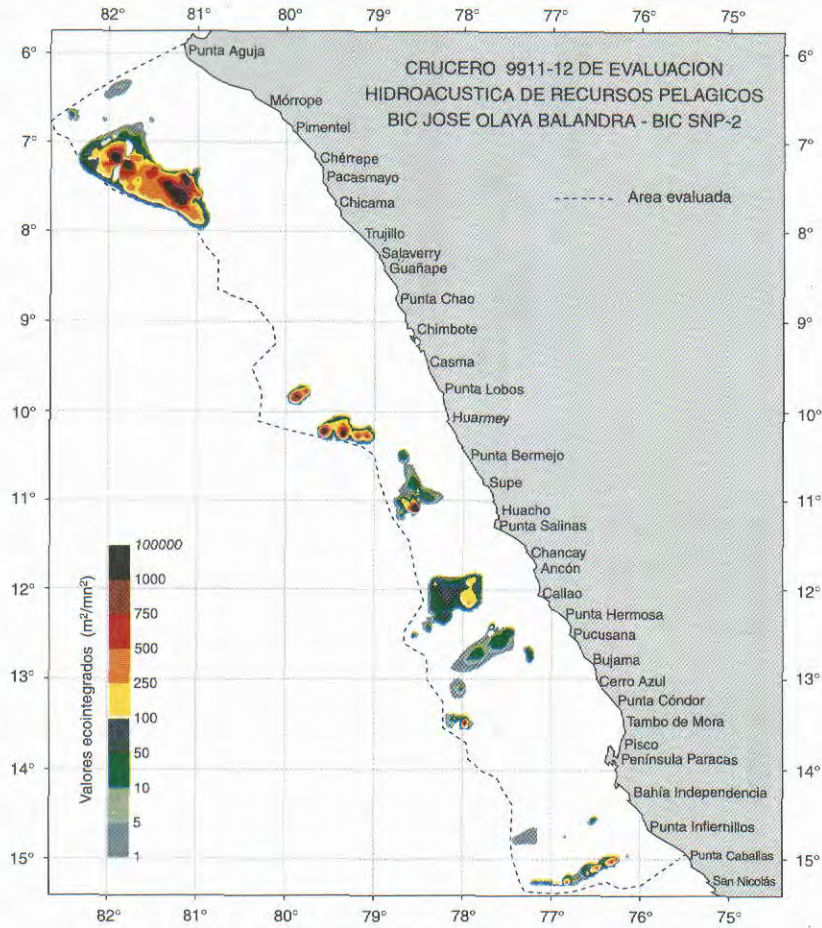 82° 81° 80° 79° 78° 77° 76° 75°
CRUCERO 9911-12 DE EVALUACION
HIDROACUSTICA DE RECURSOS PELAGICOS
BIC JOSE OLAYA BALANDRA - BIC SNP-2
Area evaluada
6°
7°
8°
9°
10°
11°
12°
13°
14°
15°
Punta Aguja
Mórrope
Pimentel
Chérrepe
Pacasmayo
Chicama
Trujillo
Salaverry
Guañape
Punta Chao
Chimbote
Casma
Punta Lobos
Huarmey
Punta Bermejo
Supe
Huacho
Punta Salinas
Chancay
Ancón
Callao
Punta Hermosa
Pucusana
Bujama
Cerro Azul
Punta Cóndor
Tambo de Mora
Pisco
Península Paracas
Bahía Independencia
Punta Infiernillos
Punta Caballas
San Nicolás
6°
7°
8°
9°
10°
11°
12°
13°
14°
15°
Valores ecointegrados (m²/mn²)
100000
1000
750
500
250
100
50
10
5
1
82° 81° 80° 79° 78° 77° 76° 75°